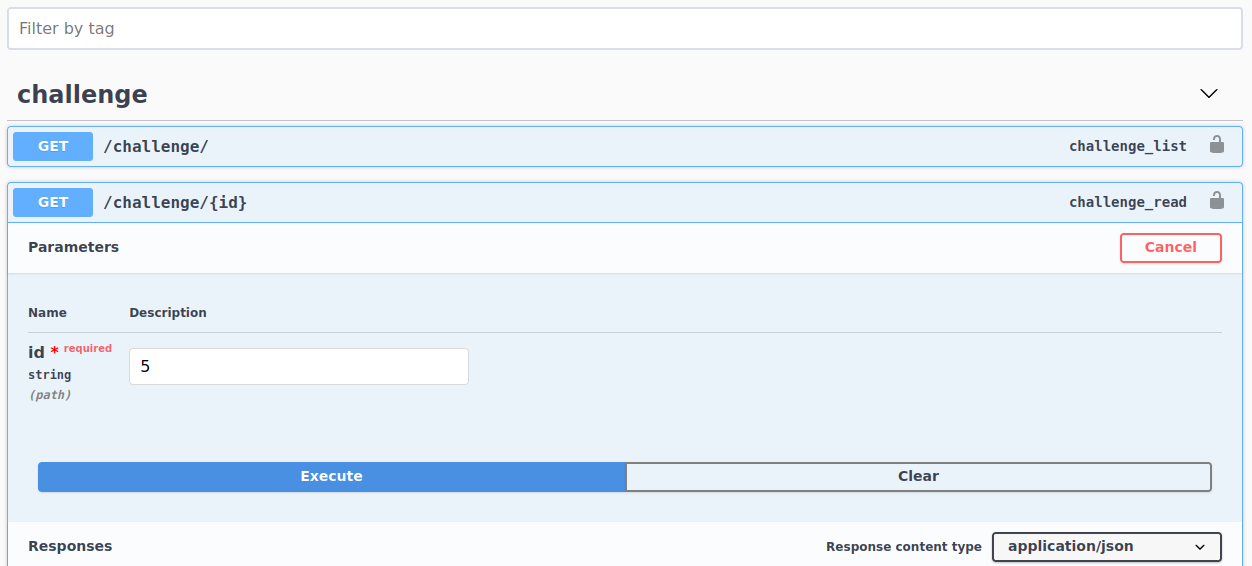 Filter by tag
challenge
GET /challenge/ challenge_list
GET /challenge/{id} challenge_read
Parameters Cancel
Name Description
id * required
5
string
(path)
Execute Clear
Responses Response content type application/json